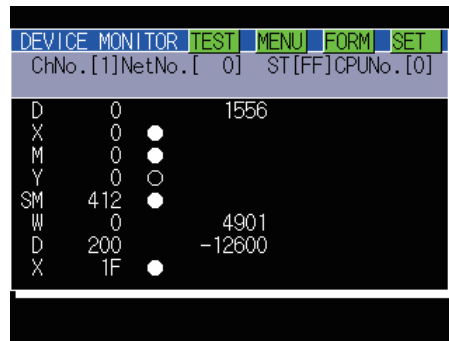 DEVICE MONITOR TEST MENU FORM SET
ChNo.[1]NetNo.[ 0] ST[FF]CPUNo.[0]
D 0 1556
X 0 ●
M 0 ●
Y 0 ○
SM 412 ●
W 0 4901
D 200 -12600
X 1F ●